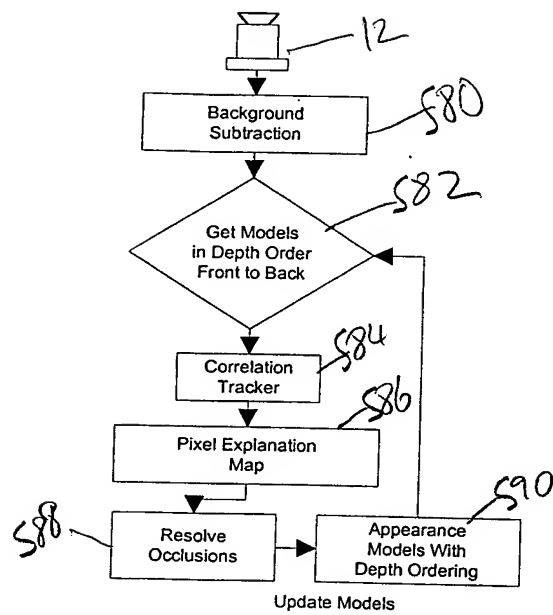 12
Background
Subtraction
580
582
Get Models
in Depth Order
Front to Back
584
Correlation
Tracker
586
Pixel Explanation
Map
590
588
Resolve
Occlusions
Appearance
Models With
Depth Ordering
Update Models